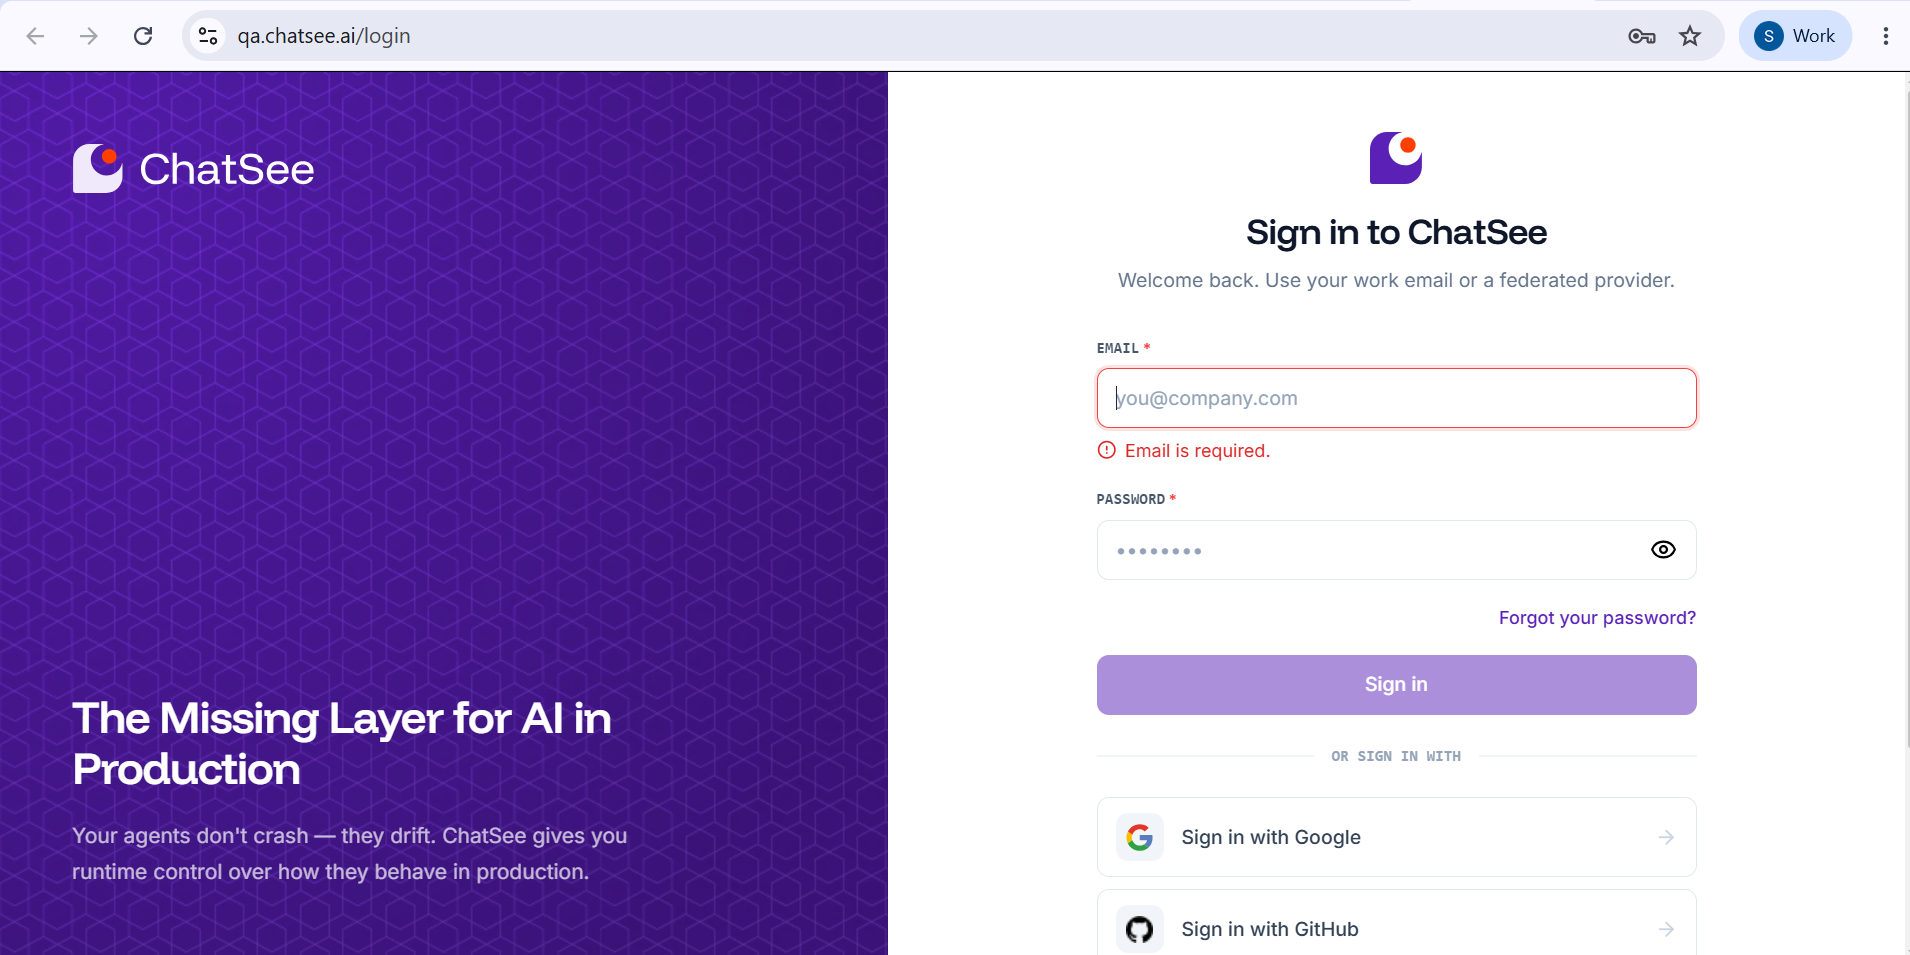 qa.chatsee.ai/login
S
Work
ChatSee
The Missing Layer for AI in
Production
Your agents don't crash — they drift. ChatSee gives you
runtime control over how they behave in production.
Sign in to ChatSee
Welcome back. Use your work email or a federated provider.
EMAIL *
you@company.com
Email is required.
PASSWORD *
••••••••
Forgot your password?
Sign in
OR SIGN IN WITH
Sign in with Google
Sign in with GitHub